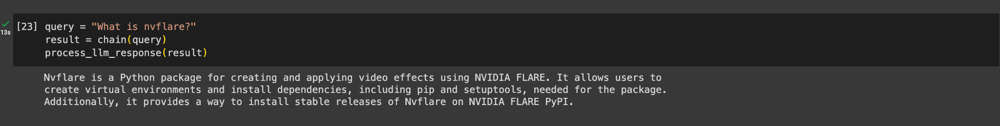 [23] query = "What is nvflare?"
result = chain(query)
13s
process_llm_response(result)
Nvflare is a Python package for creating and applying video effects using NVIDIA FLARE. It allows users to
create virtual environments and install dependencies, including pip and setuptools, needed for the package.
Additionally, it provides a way to install stable releases of Nvflare on NVIDIA FLARE PyPI.